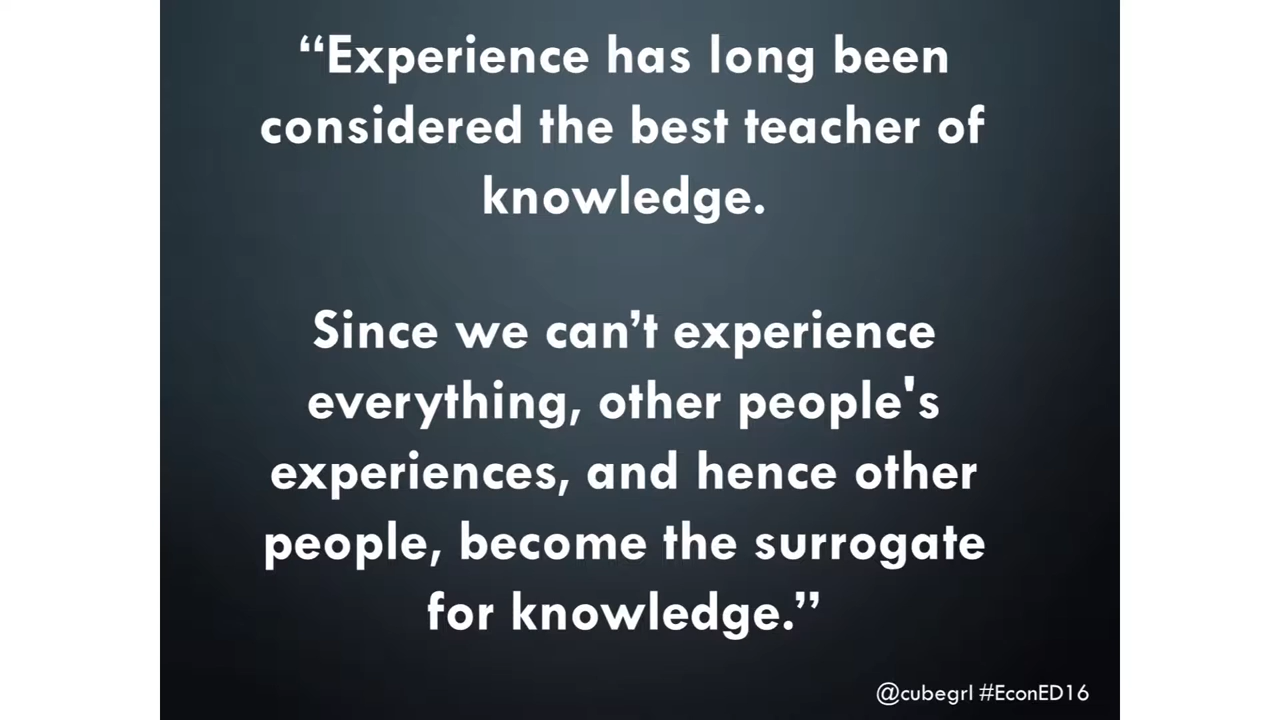 “Experience has long been
considered the best teacher of
knowledge.
Since we can’t experience
everything, other people's
experiences, and hence other
people, become the surrogate
for knowledge.”
@cubegrl #EconED16